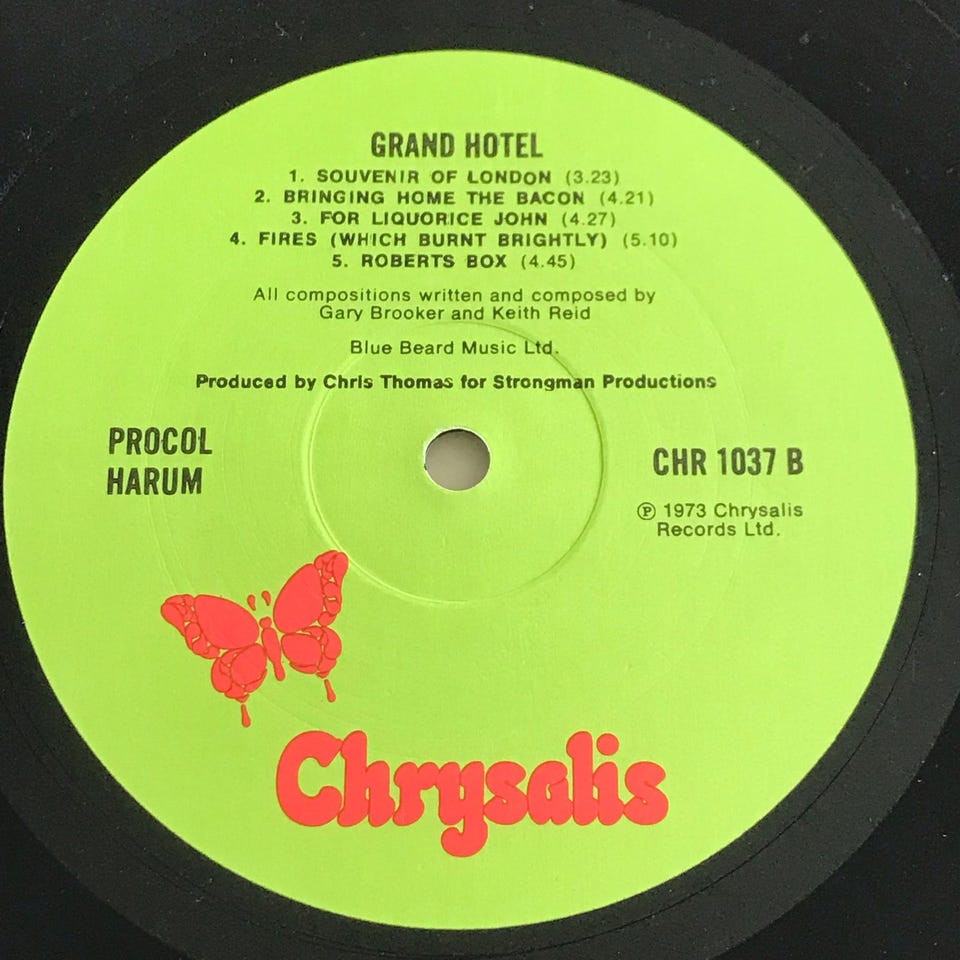 GRAND HOTEL
1. SOUVENIR OF LONDON (3.23)
2. BRINGING HOME THE BACON (4.21)
3. FOR LIQUORICE JOHN (4.27)
4. FIRES (WHICH BURNT BRIGHTLY) (5.10)
5. ROBERTS BOX (4.45)
All compositions written and composed by
Gary Brooker and Keith Reid
Blue Beard Music Ltd.
Produced by Chris Thomas for Strongman Productions
PROCOL
HARUM
CHR 1037 B
Ⓟ 1973 Chrysalis
Records Ltd.
Chrysalis